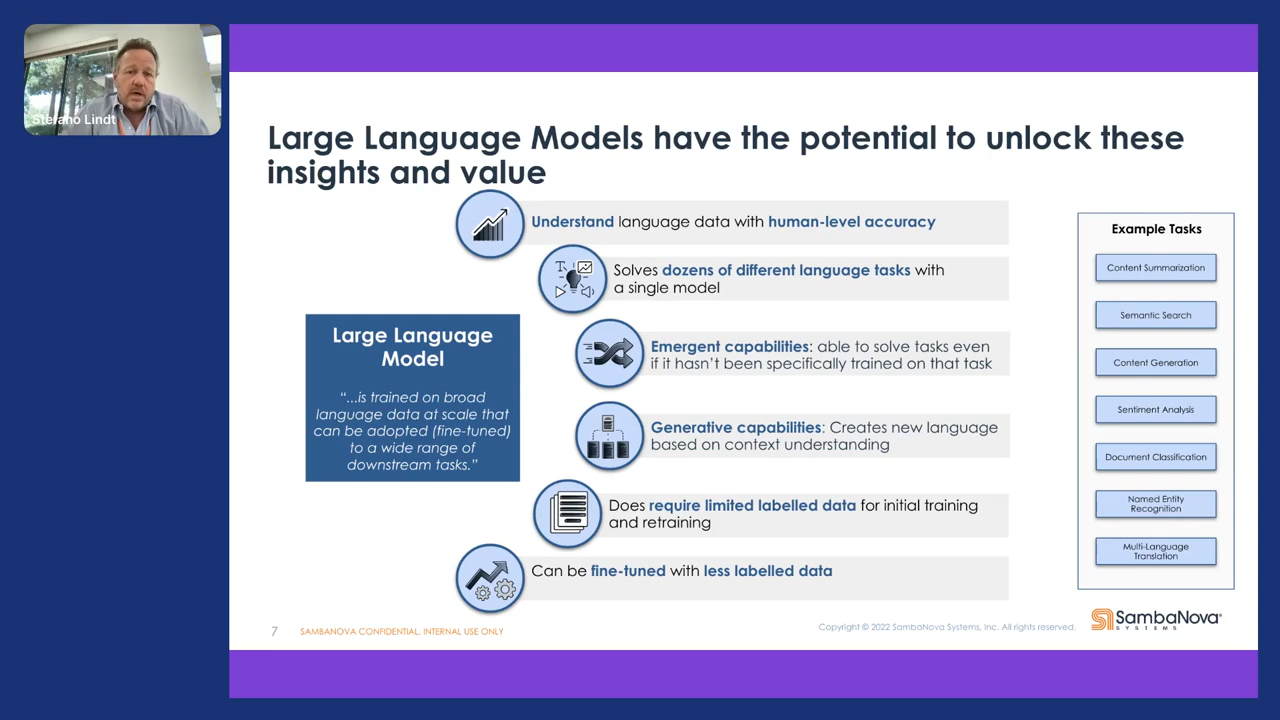 Stefano Lindt
Large Language Models have the potential to unlock these
insights and value
Understand language data with human-level accuracy
Solves dozens of different language tasks with
a single model
Large Language
Model
“...is trained on broad
language data at scale that
can be adopted (fine-tuned)
to a wide range of
downstream tasks.”
Emergent capabilities: able to solve tasks even
if it hasn’t been specifically trained on that task
Generative capabilities: Creates new language
based on context understanding
Does require limited labelled data for initial training
and retraining
Can be fine-tuned with less labelled data
Example Tasks
Content Summarization
Semantic Search
Content Generation
Sentiment Analysis
Document Classification
Named Entity
Recognition
Multi-Language
Translation
7
SAMBANOVA CONFIDENTIAL. INTERNAL USE ONLY
Copyright © 2022 SambaNova Systems, Inc. All rights reserved.
SambaNova®
SYSTEMS